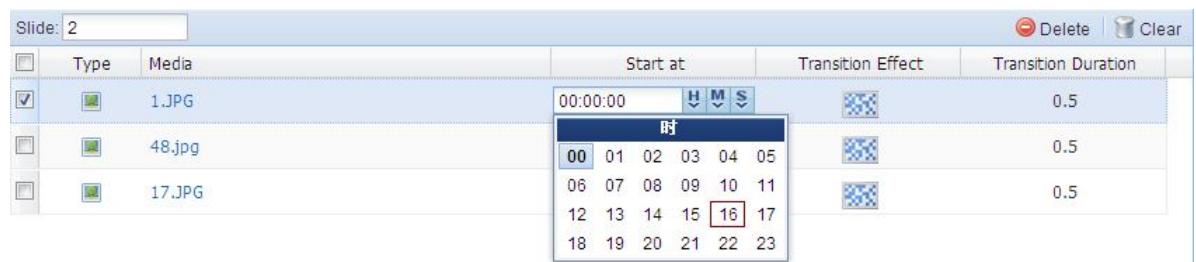 Slide: 2 Delete Clear
Type Media Start at Transition Effect Transition Duration
1.JPG 00:00:00 H M S 0.5
时
48.jpg 0.5
00 01 02 03 04 05
17.JPG 0.5
06 07 08 09 10 11
12 13 14 15 16 17
18 19 20 21 22 23